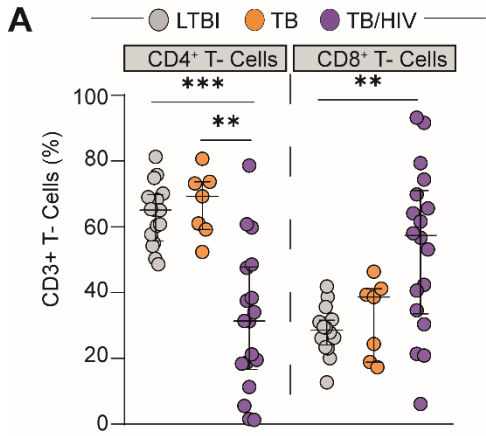 A
LTBI TB TB/HIV
CD4⁺ T- Cells CD8⁺ T- Cells
*** **
**
CD3+ T- Cells (%)
100
80
60
40
20
0